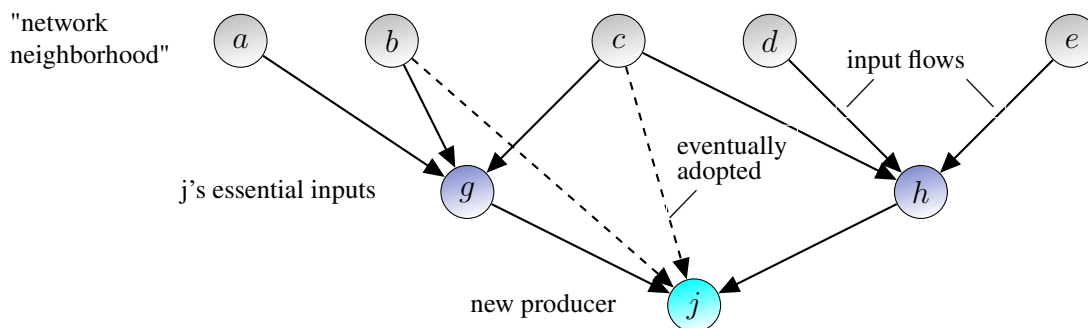 "network
neighborhood"
a
b
c
d
e
input flows
eventually
adopted
j's essential inputs
g
h
new producer
j